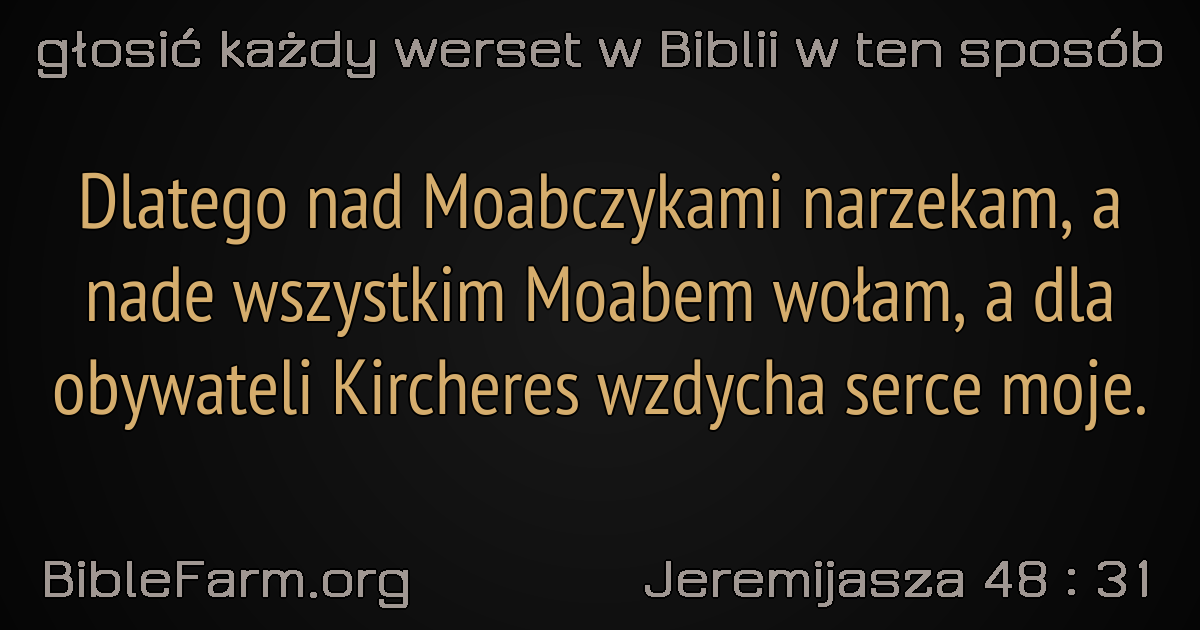 głosić każdy werset w Biblii w ten sposób
Dlatego nad Moabczykami narzekam, a
nade wszystkim Moabem wołam, a dla
obywateli Kircheres wzdycha serce moje.
BibleFarm.org
Jeremijasza 48 : 31